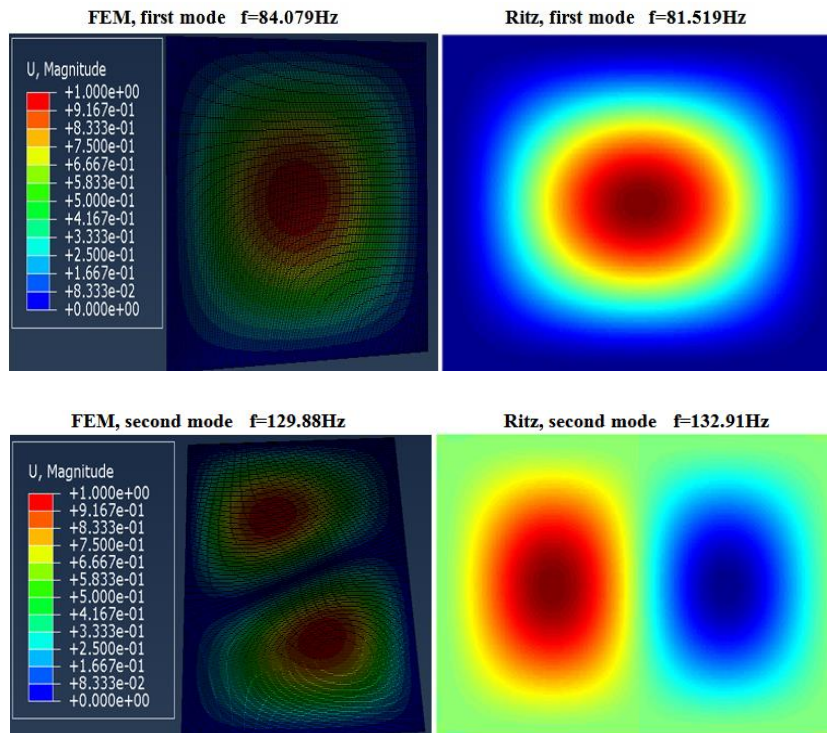 FEM, first mode f=84.079Hz
Ritz, first mode f=81.519Hz
U, Magnitude
+1.000e+00
+9.167e-01
+8.333e-01
+7.500e-01
+6.667e-01
+5.833e-01
+5.000e-01
+4.167e-01
+3.333e-01
+2.500e-01
+1.667e-01
+8.333e-02
+0.000e+00
FEM, second mode f=129.88Hz
Ritz, second mode f=132.91Hz
U, Magnitude
+1.000e+00
+9.167e-01
+8.333e-01
+7.500e-01
+6.667e-01
+5.833e-01
+5.000e-01
+4.167e-01
+3.333e-01
+2.500e-01
+1.667e-01
+8.333e-02
+0.000e+00